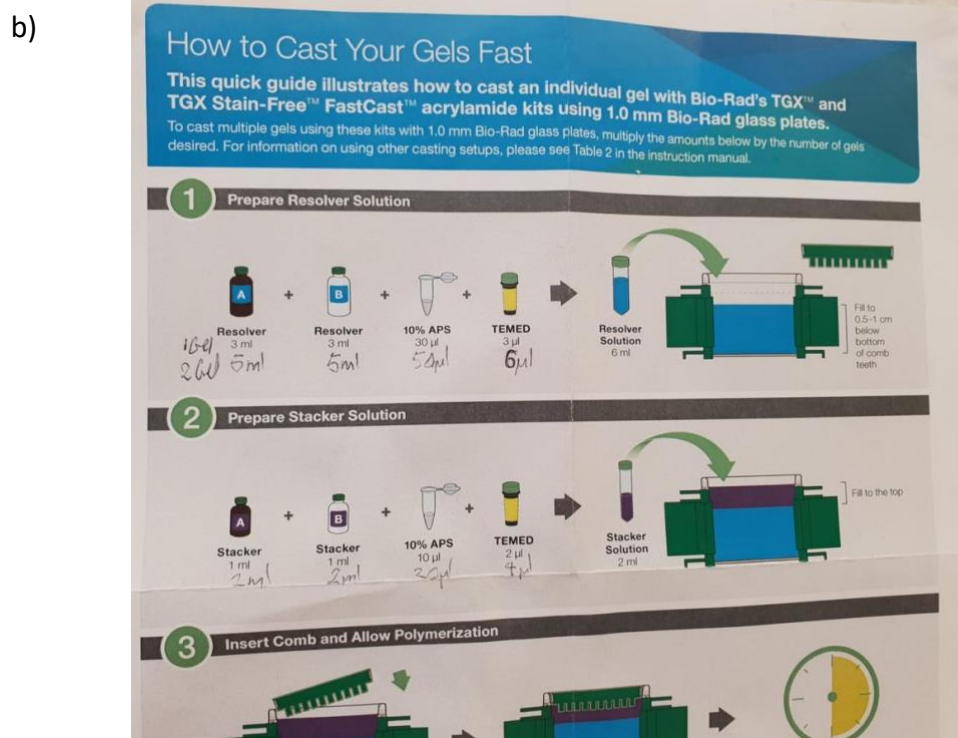 b)
How to Cast Your Gels Fast
This quick guide illustrates how to cast an individual gel with Bio-Rad's TGX™ and
TGX Stain-Free™ FastCast™ acrylamide kits using 1.0 mm Bio-Rad glass plates.
To cast multiple gels using these kits with 1.0 mm Bio-Rad glass plates, multiply the amounts below by the number of gels
desired. For information on using other casting setups, please see Table 2 in the instruction manual.
1 Prepare Resolver Solution
A + B + + 
Resolver Resolver 10% APS TEMED Resolver
1Gel 3 ml 3 ml 30 µl 3 µl Solution
6 ml
2Gel 5ml 5ml 6µl
Fill to
0.5-1 cm
below
bottom
of comb
teeth
2 Prepare Stacker Solution
A + B + +
Stacker Stacker 10% APS TEMED Stacker
1 ml 1 ml 10 µl 2 µl Solution
2 ml
2ml 2ml 20µl 4µl
Fill to the top
3 Insert Comb and Allow Polymerization